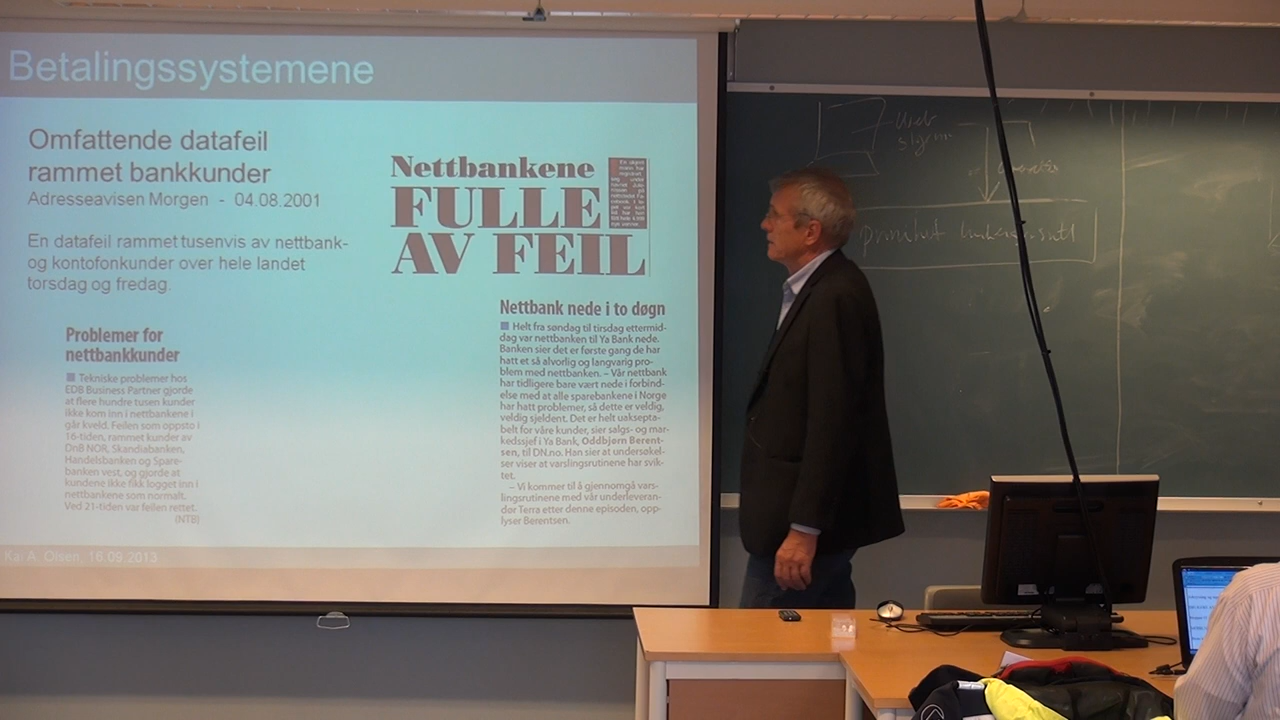 Betalingssystemene
Omfattende datafeil
rammet bankkunder
Adresseavisen Morgen - 04.08.2001
En datafeil rammet tusenvis av nettbank-
og kontofonkunder over hele landet
torsdag og fredag.
Problemer for
nettbankkunder
Tekniske problemer hos
EDB Business Partner gjorde
at flere hundre tusen kunder
ikke kom inn i nettbankene i
går kveld. Feilen som oppsto i
16-tiden, rammet kunder av
DnB NOR, Skandiabanken,
Handelsbanken og Spare-
banken vest, og gjorde at
kundene ikke fikk logget inn i
nettbankene som normalt.
Ved 21-tiden var feilen rettet.
(NTB)
Nettbankene
FULLE
AV FEIL
Nettbank nede i to døgn
Helt fra søndag til tirsdag ettermid-
dag var nettbanken til Ya Bank nede.
Banken sier det er første gang de har
hatt et så alvorlig og langvarig pro-
blem med nettbanken. – Vår nettbank
har tidligere bare vært nede i forbind-
else med at alle sparebankene i Norge
har hatt problemer, så dette er veldig,
veldig sjeldent. Det er helt uaksepta-
belt for våre kunder, sier salgs- og mar-
kedssjef i Ya Bank, Oddbjørn Berent-
sen, til DN.no. Han sier at undersøkel-
ser viser at varslingsrutinene har svik-
tet.
– Vi kommer til å gjennomgå vars-
lingsrutinene med vår underleveran-
dør Terra etter denne episoden, opp-
lyser Berentsen.
Kai A. Olsen, 16.09.2013
Web